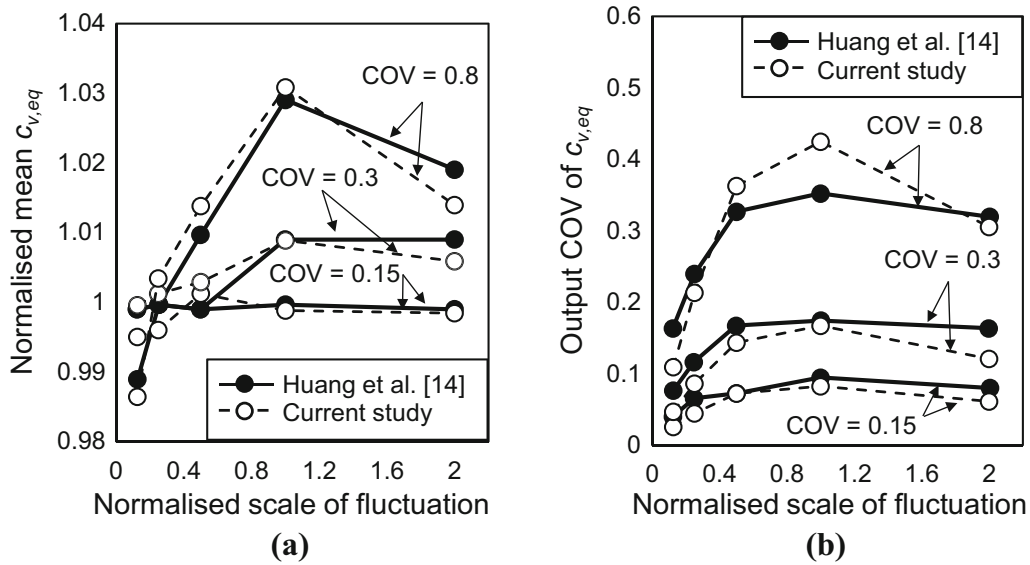 1.04
1.03
1.02
1.01
1
0.99
0.98
Normalised mean c_{v,eq}
COV = 0.8
COV = 0.3
COV = 0.15
Huang et al. [14]
Current study
0 0.4 0.8 1.2 1.6 2
Normalised scale of fluctuation
(a)
0.6
0.5
0.4
0.3
0.2
0.1
0
Output COV of c_{v,eq}
Huang et al. [14]
Current study
COV = 0.8
COV = 0.3
COV = 0.15
0 0.4 0.8 1.2 1.6 2
Normalised scale of fluctuation
(b)